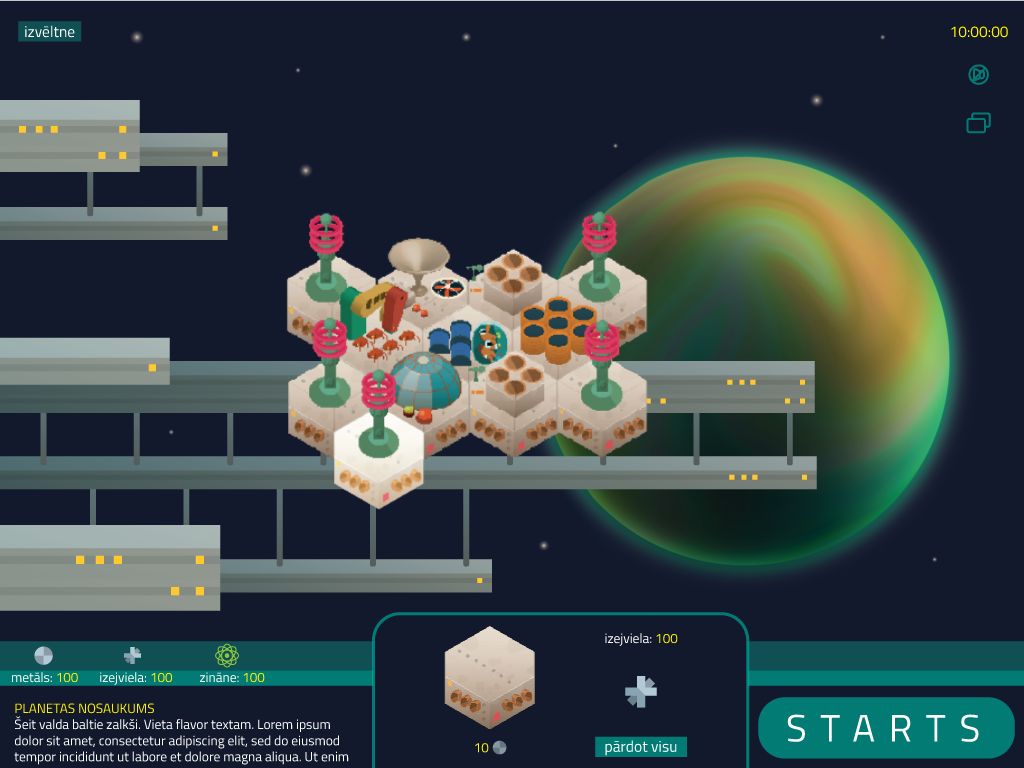 izvēltne
10:00:00
metāls: 100
izejviela: 100
zināne: 100
PLANETAS NOSAUKUMS
Šeit valda baltie zalkši. Vieta flavor textam. Lorem ipsum
dolor sit amet, consectetur adipiscing elit, sed do eiusmod
tempor incididunt ut labore et dolore magna aliqua. Ut enim
10
izejviela: 100
pārdot visu
STARTS